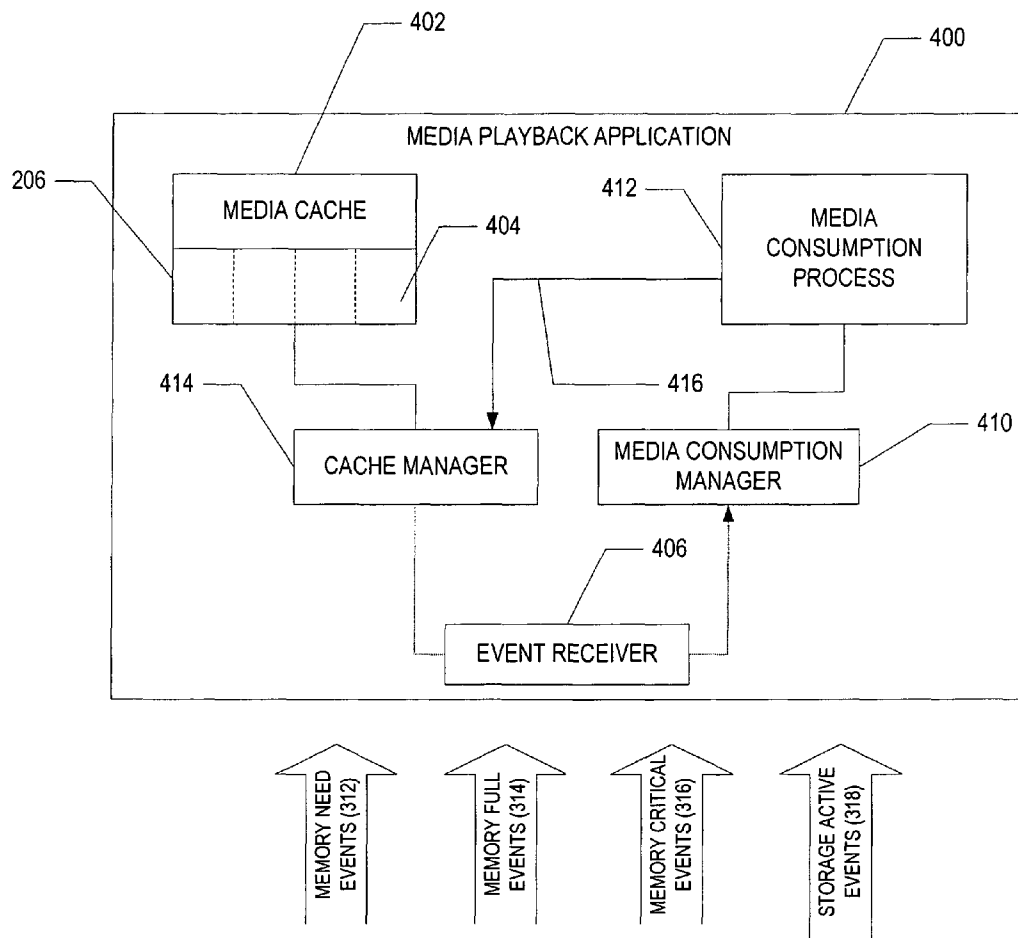 402
400
MEDIA PLAYBACK APPLICATION
206
MEDIA CACHE
404
412
MEDIA
CONSUMPTION
PROCESS
414
416
410
CACHE MANAGER
MEDIA CONSUMPTION
MANAGER
406
EVENT RECEIVER
MEMORY NEED
EVENTS (312)
MEMORY FULL
EVENTS (314)
MEMORY CRITICAL
EVENTS (316)
STORAGE ACTIVE
EVENTS (318)